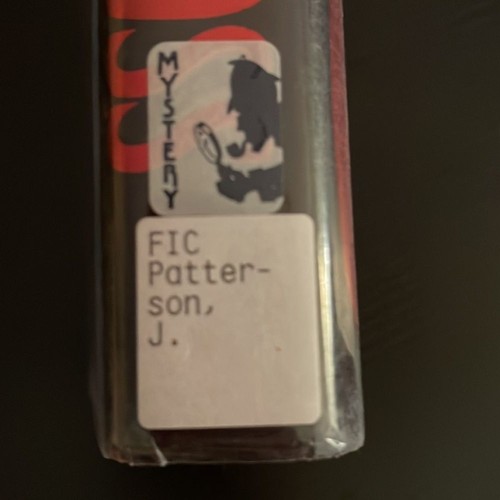 MYSTERY
FIC
Patter-
son,
J.